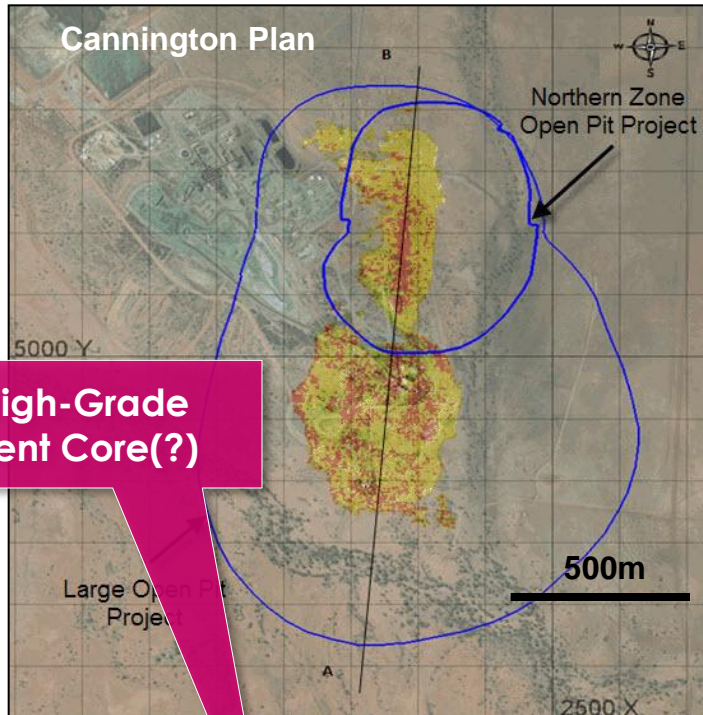 Cannington Plan
B
N
W E
S
Northern Zone
Open Pit Project
5000 Y
igh-Grade
ent Core(?)
500m
Large Open Pit
Project
A
2500 X